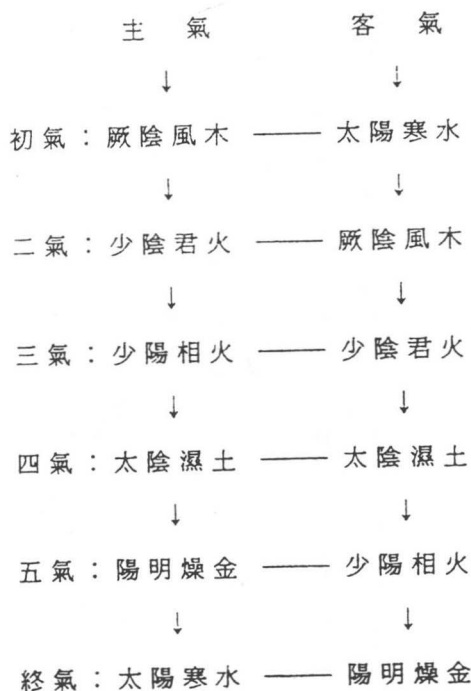 主氣 客氣
↓ ↓
初氣：厥陰風木 —— 太陽寒水
↓ ↓
二氣：少陰君火 —— 厥陰風木
↓ ↓
三氣：少陽相火 —— 少陰君火
↓ ↓
四氣：太陰濕土 —— 太陰濕土
↓ ↓
五氣：陽明燥金 —— 少陽相火
↓ ↓
終氣：太陽寒水 —— 陽明燥金